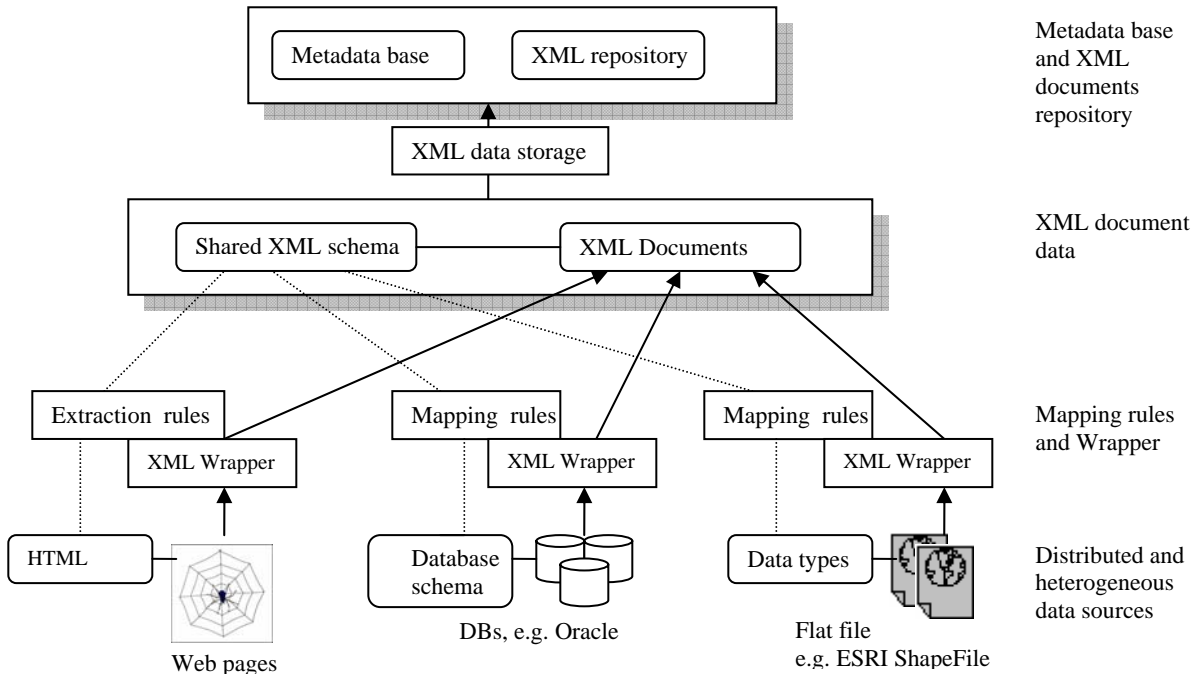 Metadata base
XML repository
Metadata base
and XML
documents
repository
XML data storage
Shared XML schema
XML Documents
XML document
data
Extraction rules
Mapping rules
Mapping rules
Mapping rules
and Wrapper
XML Wrapper
XML Wrapper
XML Wrapper
HTML
Database
schema
Data types
Distributed and
heterogeneous
data sources
Web pages
DBs, e.g. Oracle
Flat file
e.g. ESRI ShapeFile